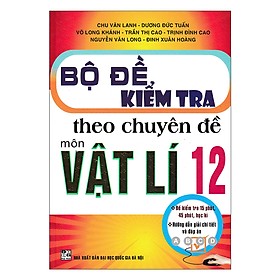 CHU VĂN LANH - DƯƠNG ĐỨC TUẤN
VÕ LONG KHÁNH - TRẦN THỊ CAO - TRỊNH ĐÌNH CAO
NGUYỄN VĂN LONG - ĐINH XUÂN HOÀNG
BỘ ĐỀ
KIỂM TRA
theo chuyên đề
môn
VẬT LÍ 12
Đề kiểm tra 15 phút,
45 phút, học kì
Hướng dẫn giải chi tiết
và đáp án
A B C D
NHÀ XUẤT BẢN ĐẠI HỌC QUỐC GIA HÀ NỘI